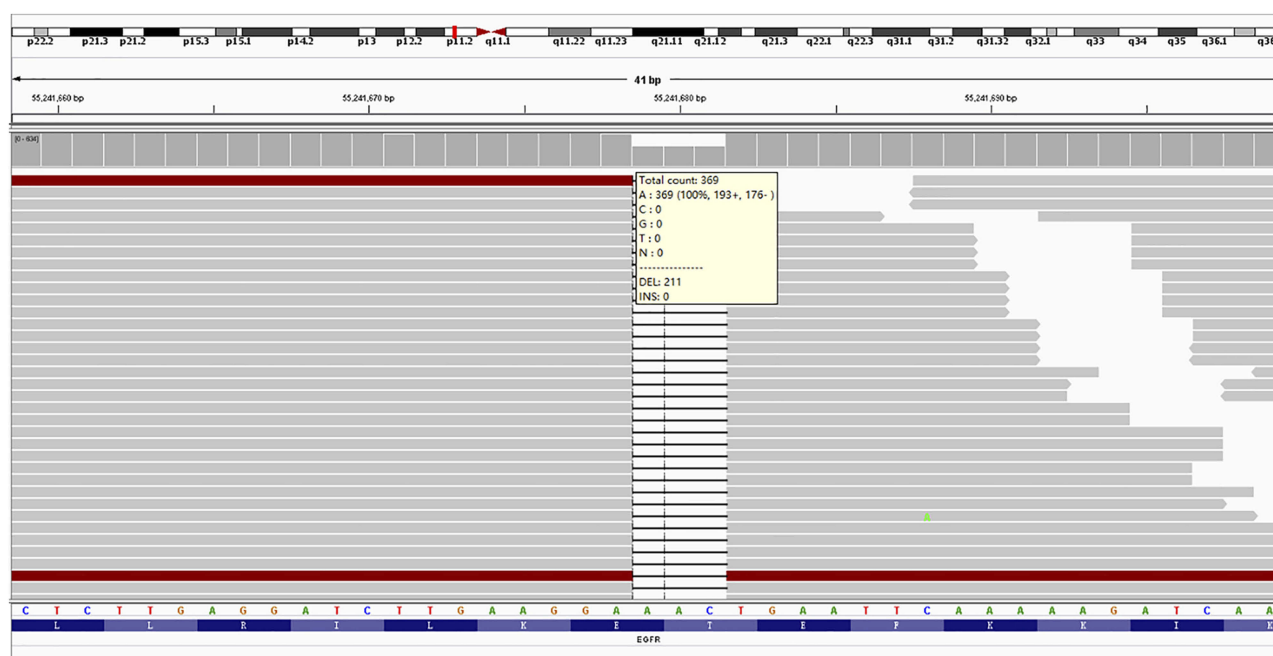 p22.2 p21.3 p21.2 p15.3 p15.1 p14.2 p13 p12.2 p11.2 q11.1 q11.22 q11.23 q21.11 q21.12 q21.3 q22.1 q22.3 q31.1 q31.2 q31.32 q32.1 q33 q34 q35 q36.1 q36
41 bp
55,241,660 bp 55,241,670 bp 55,241,680 bp 55,241,690 bp
[0 - 634]
Total count: 369
A : 369 (100%, 193+, 176- )
C : 0
G : 0
T : 0
N : 0
---------------
DEL: 211
INS: 0
A
C T C T T G A G G A T C T T G A A G G A A A C T G A A T T C A A A A A G A T C A A
L L R I L K E T E F K K I K
EGFR